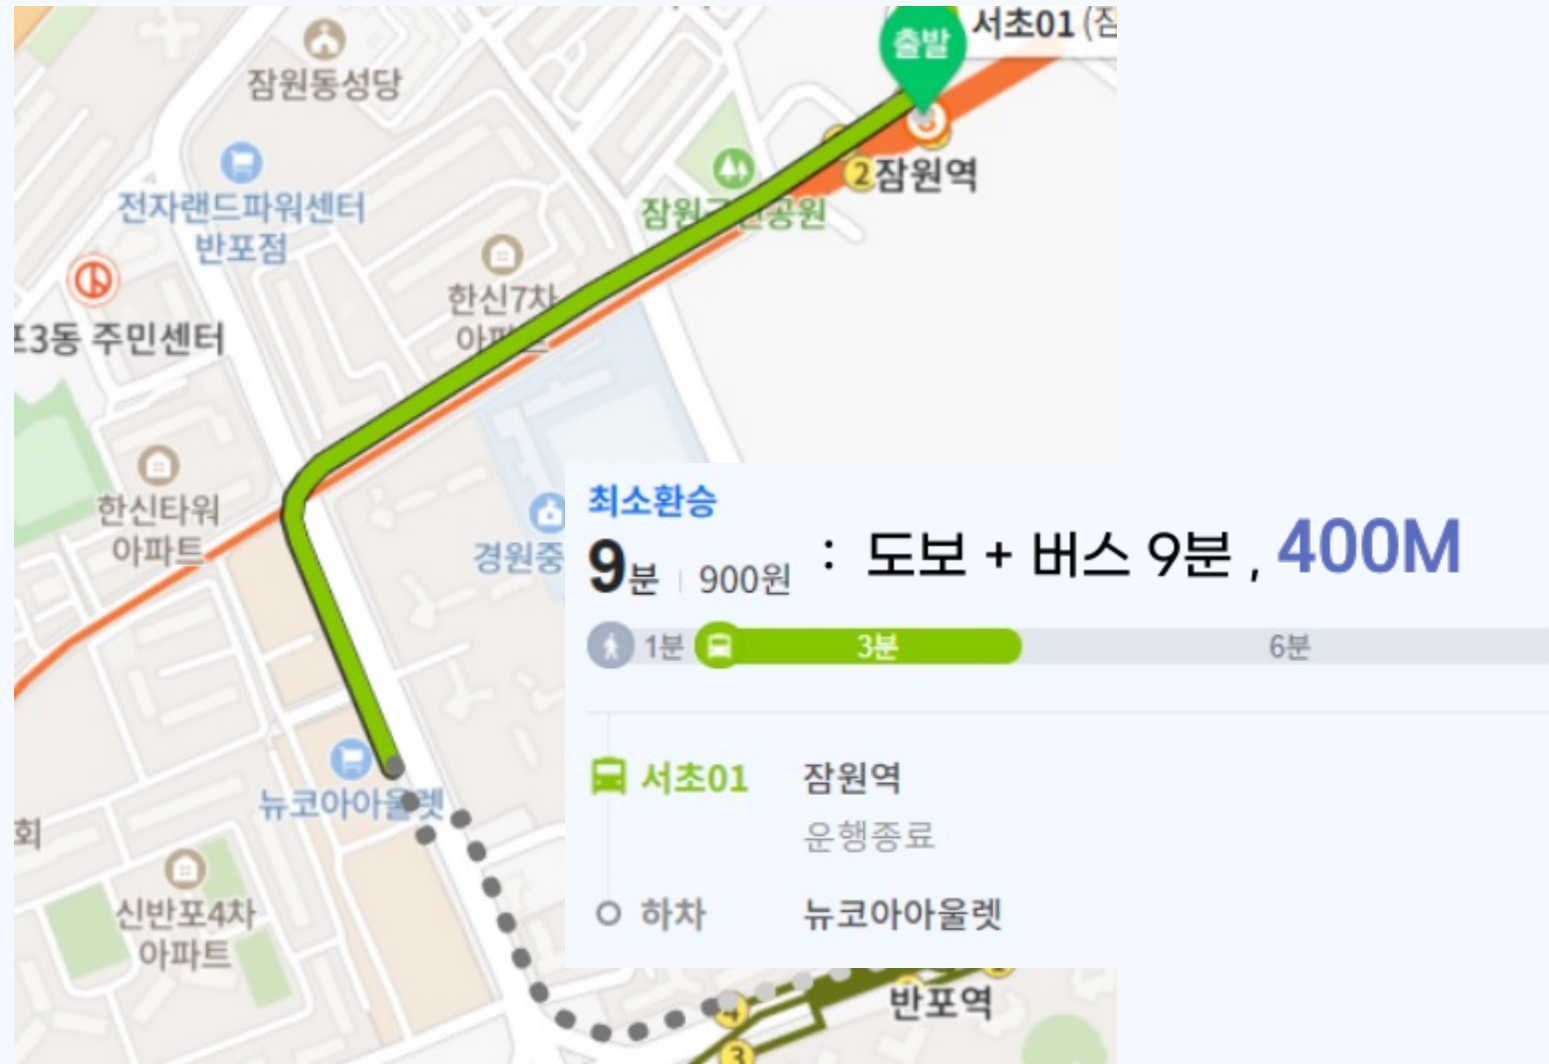 출발
서초01 (잠
잠원동성당
2 잠원역
전자랜드파워센터
반포점
한신7차
3동 주민센터
한신타워
아파트
경원중
뉴코아아울렛
회
신반포4차
아파트
최소환승
9분 900원 : 도보 + 버스 9분 , 400M
1분 3분 6분
서초01 잠원역
운행종료
하차 뉴코아아울렛
반포역
4
3